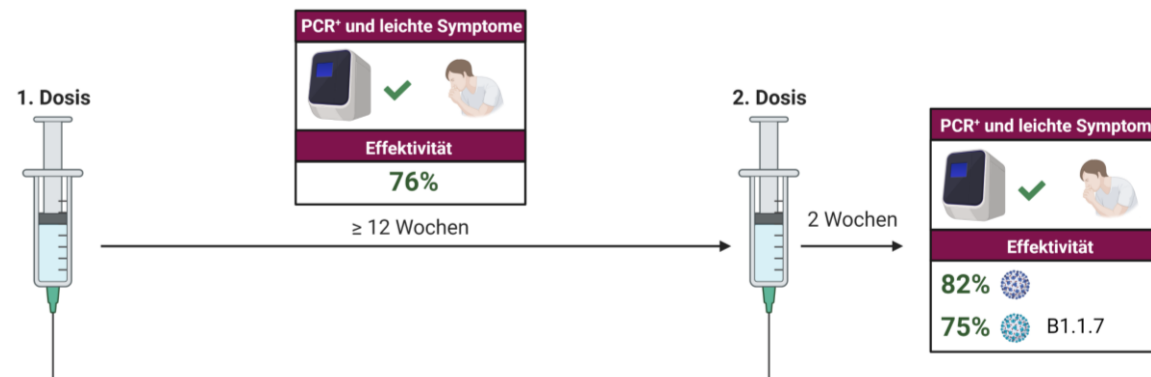 PCR⁺ und leichte Symptome
Effektivität
76%
1. Dosis
≥ 12 Wochen
2. Dosis
2 Wochen
PCR⁺ und leichte Symptom
Effektivität
82%
75% B1.1.7